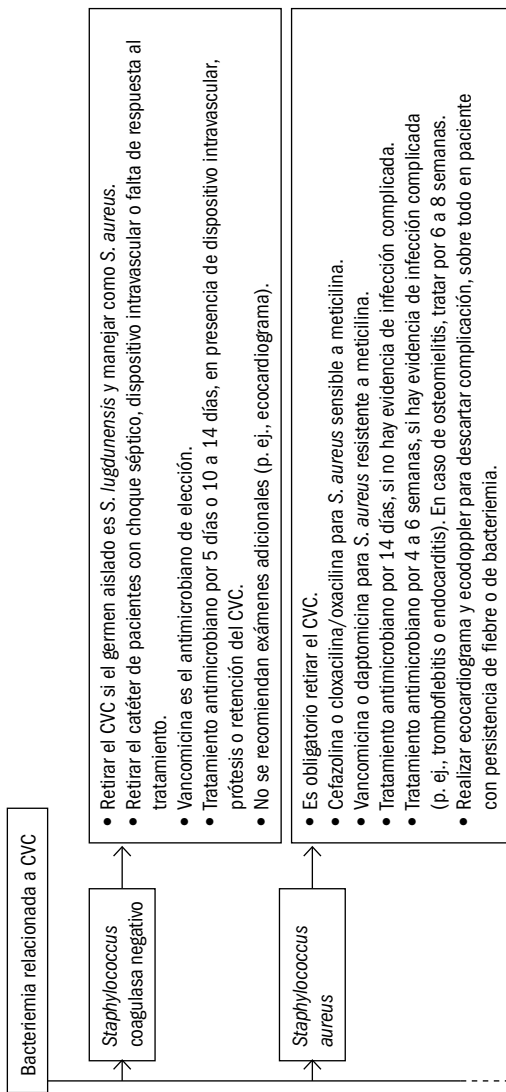 Bacteriemia relacionada a CVC
Staphylococcus
coagulasa negativo
• Retirar el CVC si el germen aislado es S. lugdunensis y manejar como S. aureus.
• Retirar el catéter de pacientes con choque séptico, dispositivo intravascular o falta de respuesta al
tratamiento.
• Vancomicina es el antimicrobiano de elección.
• Tratamiento antimicrobiano por 5 días o 10 a 14 días, en presencia de dispositivo intravascular,
prótesis o retención del CVC.
• No se recomiendan exámenes adicionales (p. ej., ecocardiograma).
Staphylococcus
aureus
• Es obligatorio retirar el CVC.
• Cefazolina o cloxacilina/oxacilina para S. aureus sensible a meticilina.
• Vancomicina o daptomicina para S. aureus resistente a meticilina.
• Tratamiento antimicrobiano por 14 días, si no hay evidencia de infección complicada.
• Tratamiento antimicrobiano por 4 a 6 semanas, si hay evidencia de infección complicada
(p. ej., tromboflebitis o endocarditis). En caso de osteomielitis, tratar por 6 a 8 semanas.
• Realizar ecocardiograma y ecodoppler para descartar complicación, sobre todo en paciente
con persistencia de fiebre o de bacteriemia.